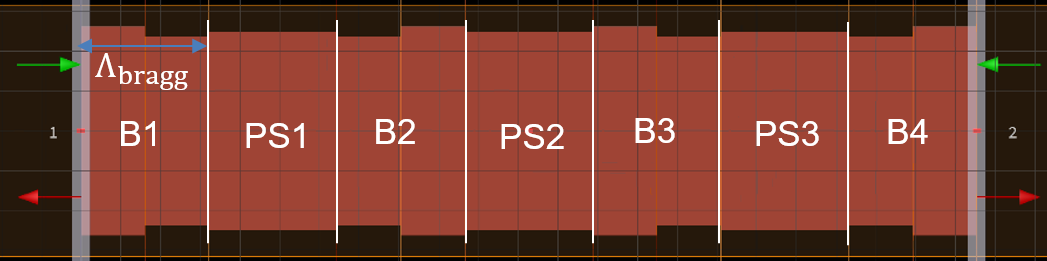 Λbragg
1 B1 PS1 B2 PS2 B3 PS3 B4 2